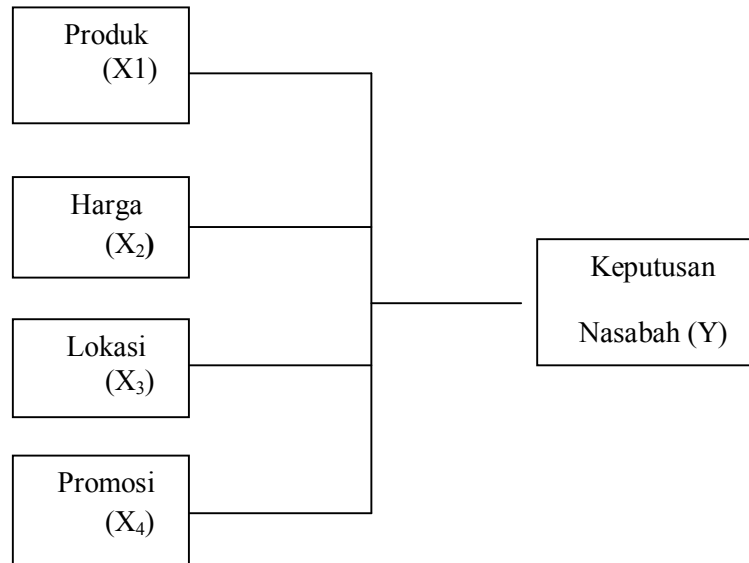 Produk
(X1)
Harga
(X₂)
Lokasi
(X₃)
Promosi
(X₄)
Keputusan
Nasabah (Y)